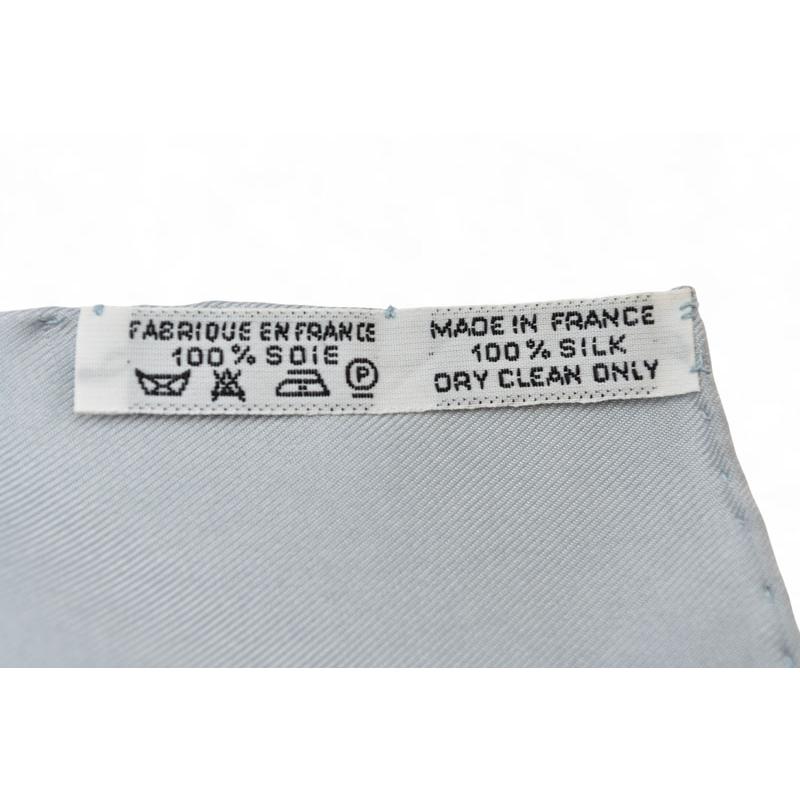 FABRIQUE EN FRANCE
100% SOIE
P
MADE IN FRANCE
100% SILK
DRY CLEAN ONLY